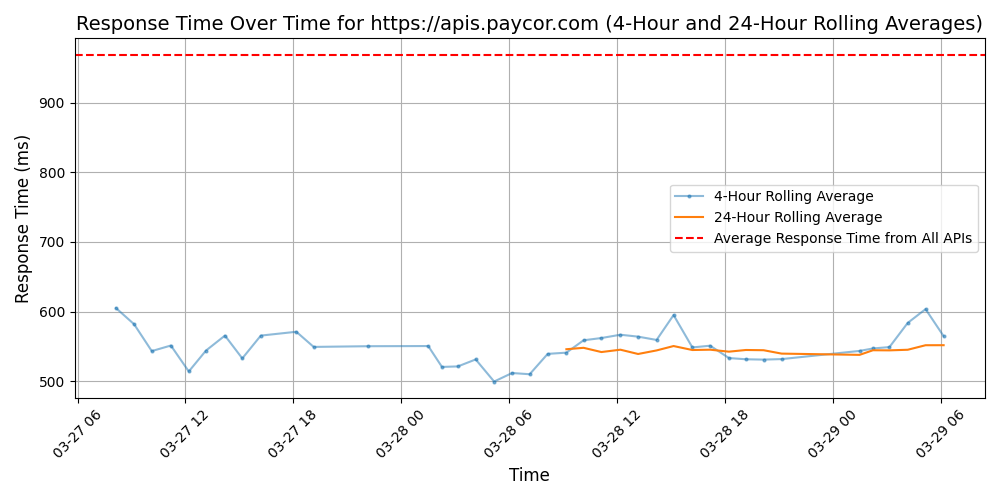 Response Time Over Time for https://apis.paycor.com (4-Hour and 24-Hour Rolling Averages)
Response Time (ms)
900
800
700
600
500
4-Hour Rolling Average
24-Hour Rolling Average
Average Response Time from All APIs
03-27 06
03-27 12
03-27 18
03-28 00
03-28 06
03-28 12
03-28 18
03-29 00
03-29 06
Time